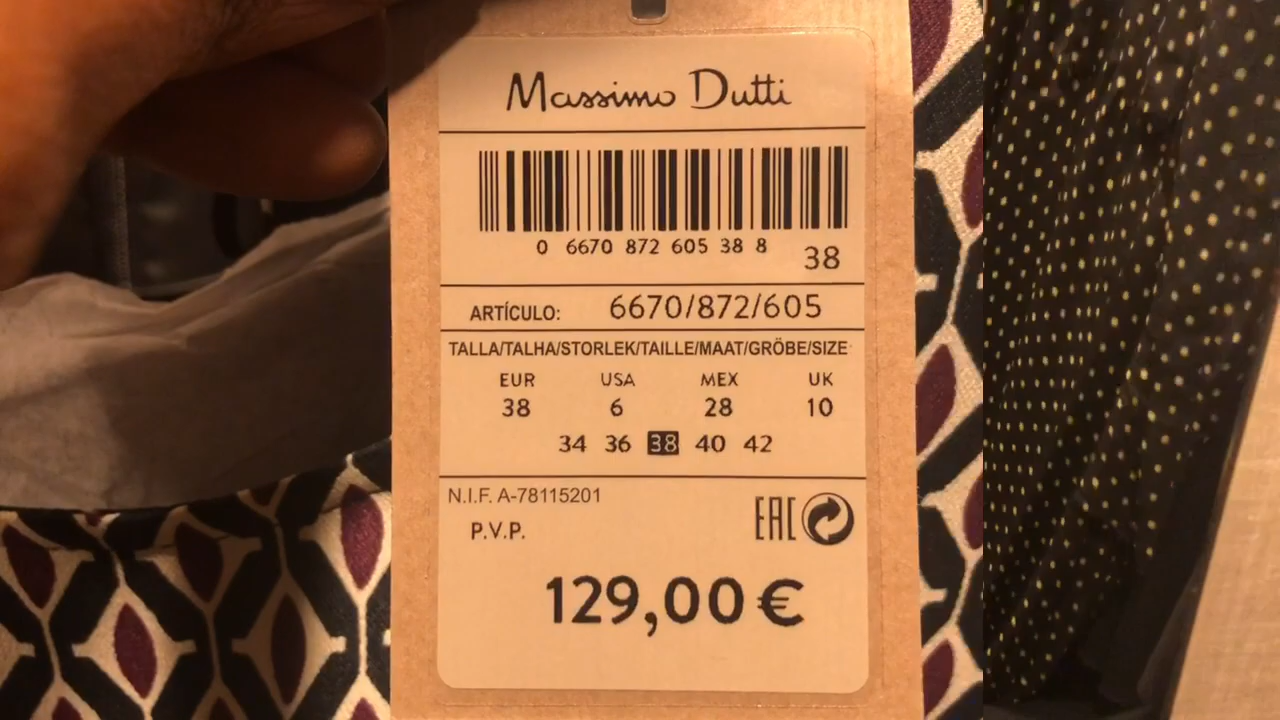 Massimo Dutti
0 6670 872 605 38 8
38
ARTÍCULO: 6670/872/605
TALLA/TALHA/STORLEK/TAILLE/MAAT/GRÖBE/SIZE
EUR USA MEX UK
38 6 28 10
34 36 38 40 42
N.I.F. A-78115201
P.V.P. EAC
129,00 €